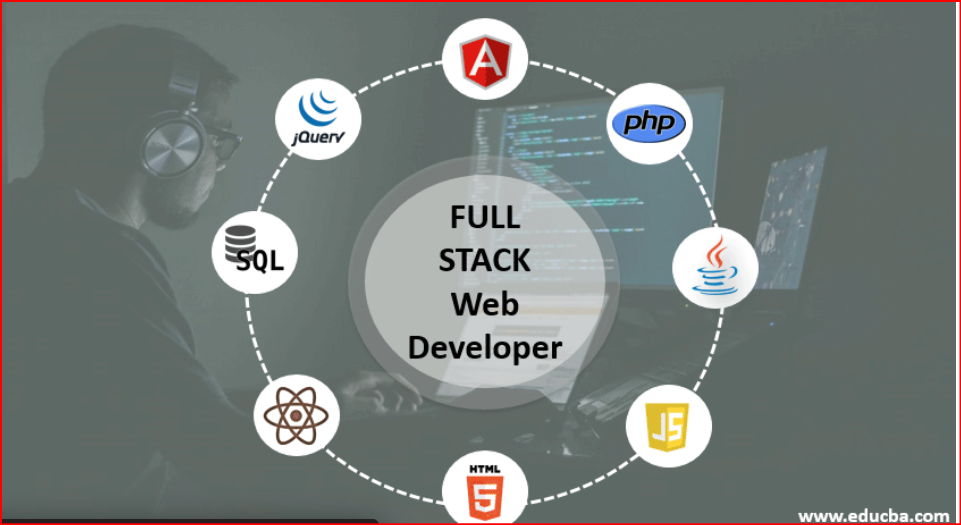 A
jQuery
php
SQL
FULL
STACK
Web
Developer
JS
HTML
5
www.educba.com